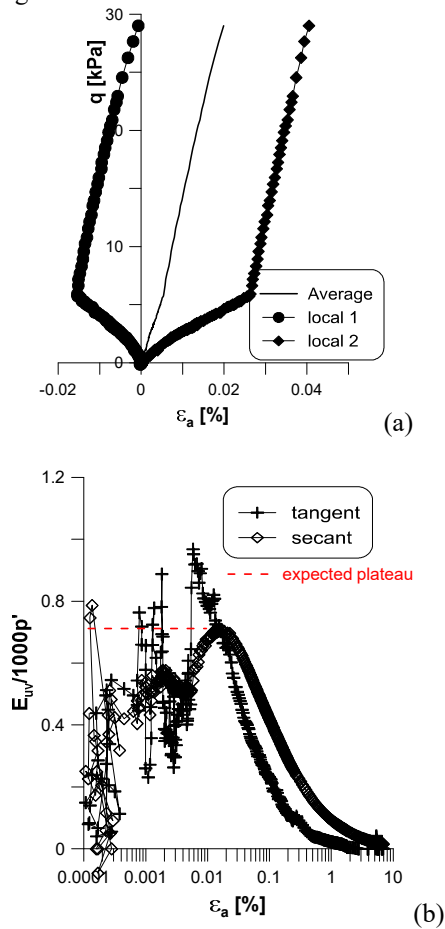 30
q [kPa]
0
10
0
Average
local 1
local 2
-0.02
0
0.02
0.04
εa [%]
(a)
1.2
tangent
secant
expected plateau
0.8
Euv/1000p'
0.4
0
0.001
0.01
0.1
1
10
εa [%]
(b)